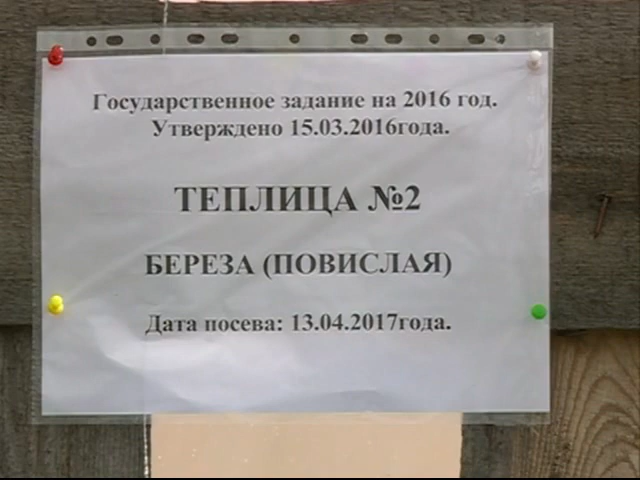 Государственное задание на 2016 год.
Утверждено 15.03.2016года.
ТЕПЛИЦА №2
БЕРЕЗА (ПОВИСЛАЯ)
Дата посева: 13.04.2017года.